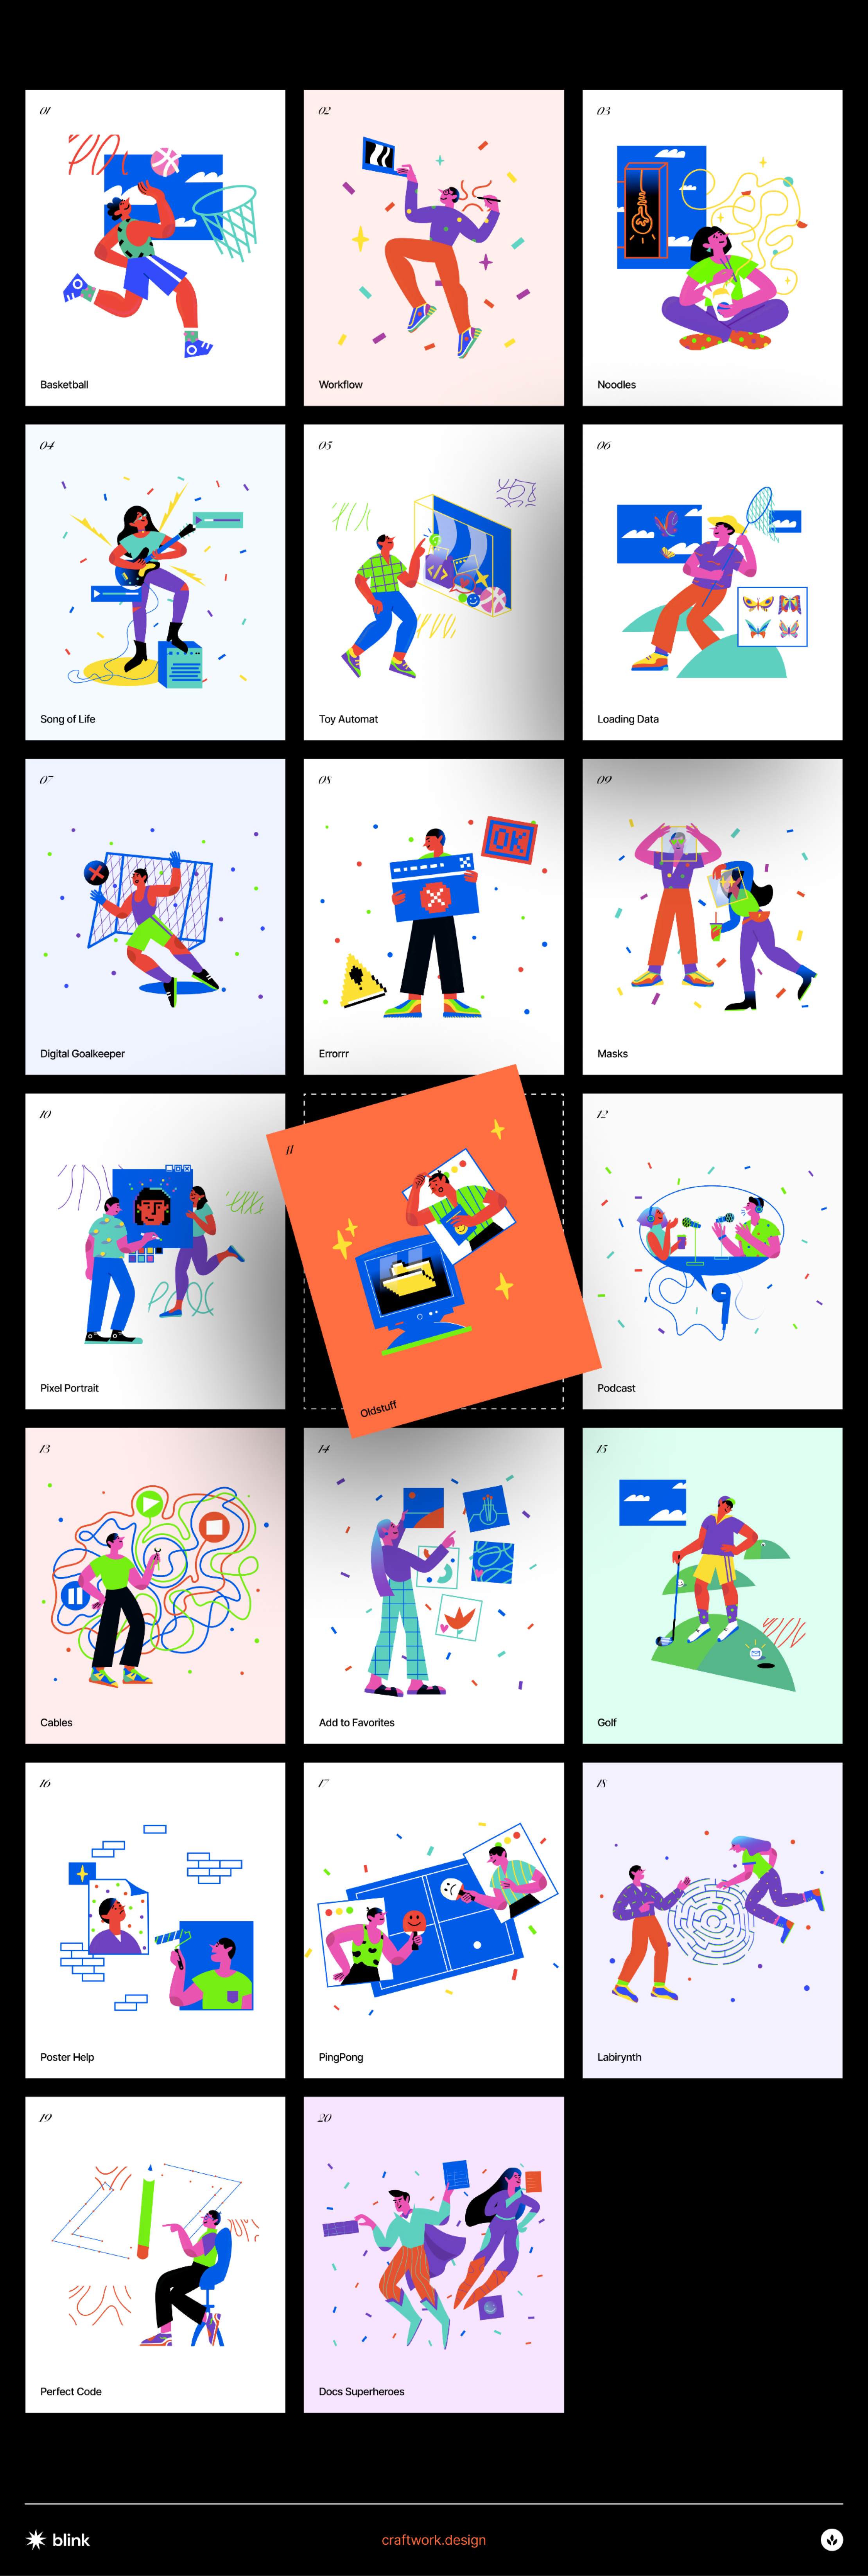 01
Basketball
02
Workflow
03
Noodles
04
Song of Life
05
Toy Automat
06
Loading Data
07
Digital Goalkeeper
08
OK
Errorrr
09
Masks
10
Pixel Portrait
11
Oldstuff
12
Podcast
13
Cables
14
Add to Favorites
15
Golf
16
Poster Help
17
PingPong
18
Labirynth
19
Perfect Code
20
Docs Superheroes
blink
craftwork.design